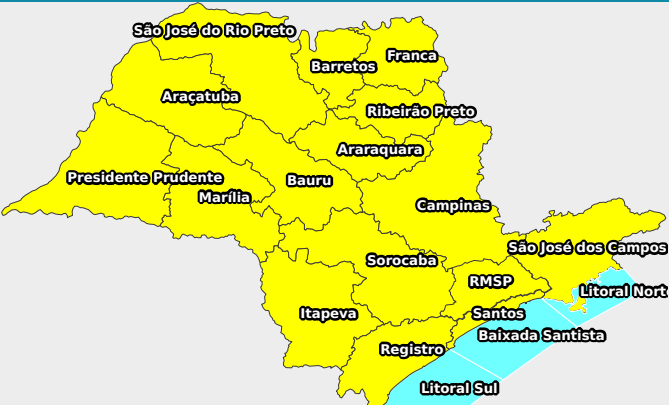 São José do Rio Preto
Franca
Barretos
Araçatuba
Ribeirão Preto
Araraquara
Presidente Prudente
Bauru
Marília
Campinas
São José dos Campos
Sorocaba
RMSP
Litoral Nort
Itapeva
Santos
Baixada Santista
Registro
Litoral Sul